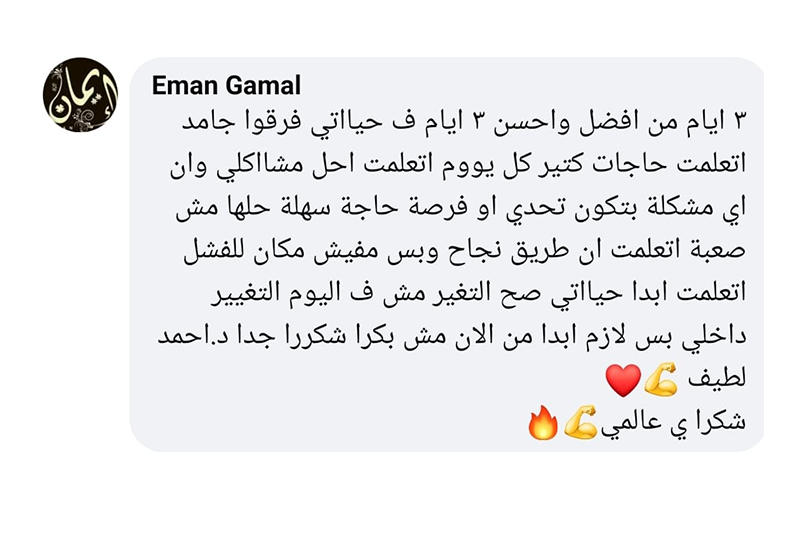 إيمان
Eman Gamal
٣ ايام من افضل واحسن ٣ ايام ف حيااتي فرقوا جامد
اتعلمت حاجات كتير كل يووم اتعلمت احل مشااكلي وان
اي مشكلة بتكون تحدي او فرصة حاجة سهلة حلها مش
صعبة اتعلمت ان طريق نجاح وبس مفيش مكان للفشل
اتعلمت ابدا حيااتي صح التغير مش ف اليوم التغيير
داخلي بس لازم ابدا من الان مش بكرا شكررا جدا د.احمد
لطيف 💪❤️
شكرا ي عالمي💪🔥